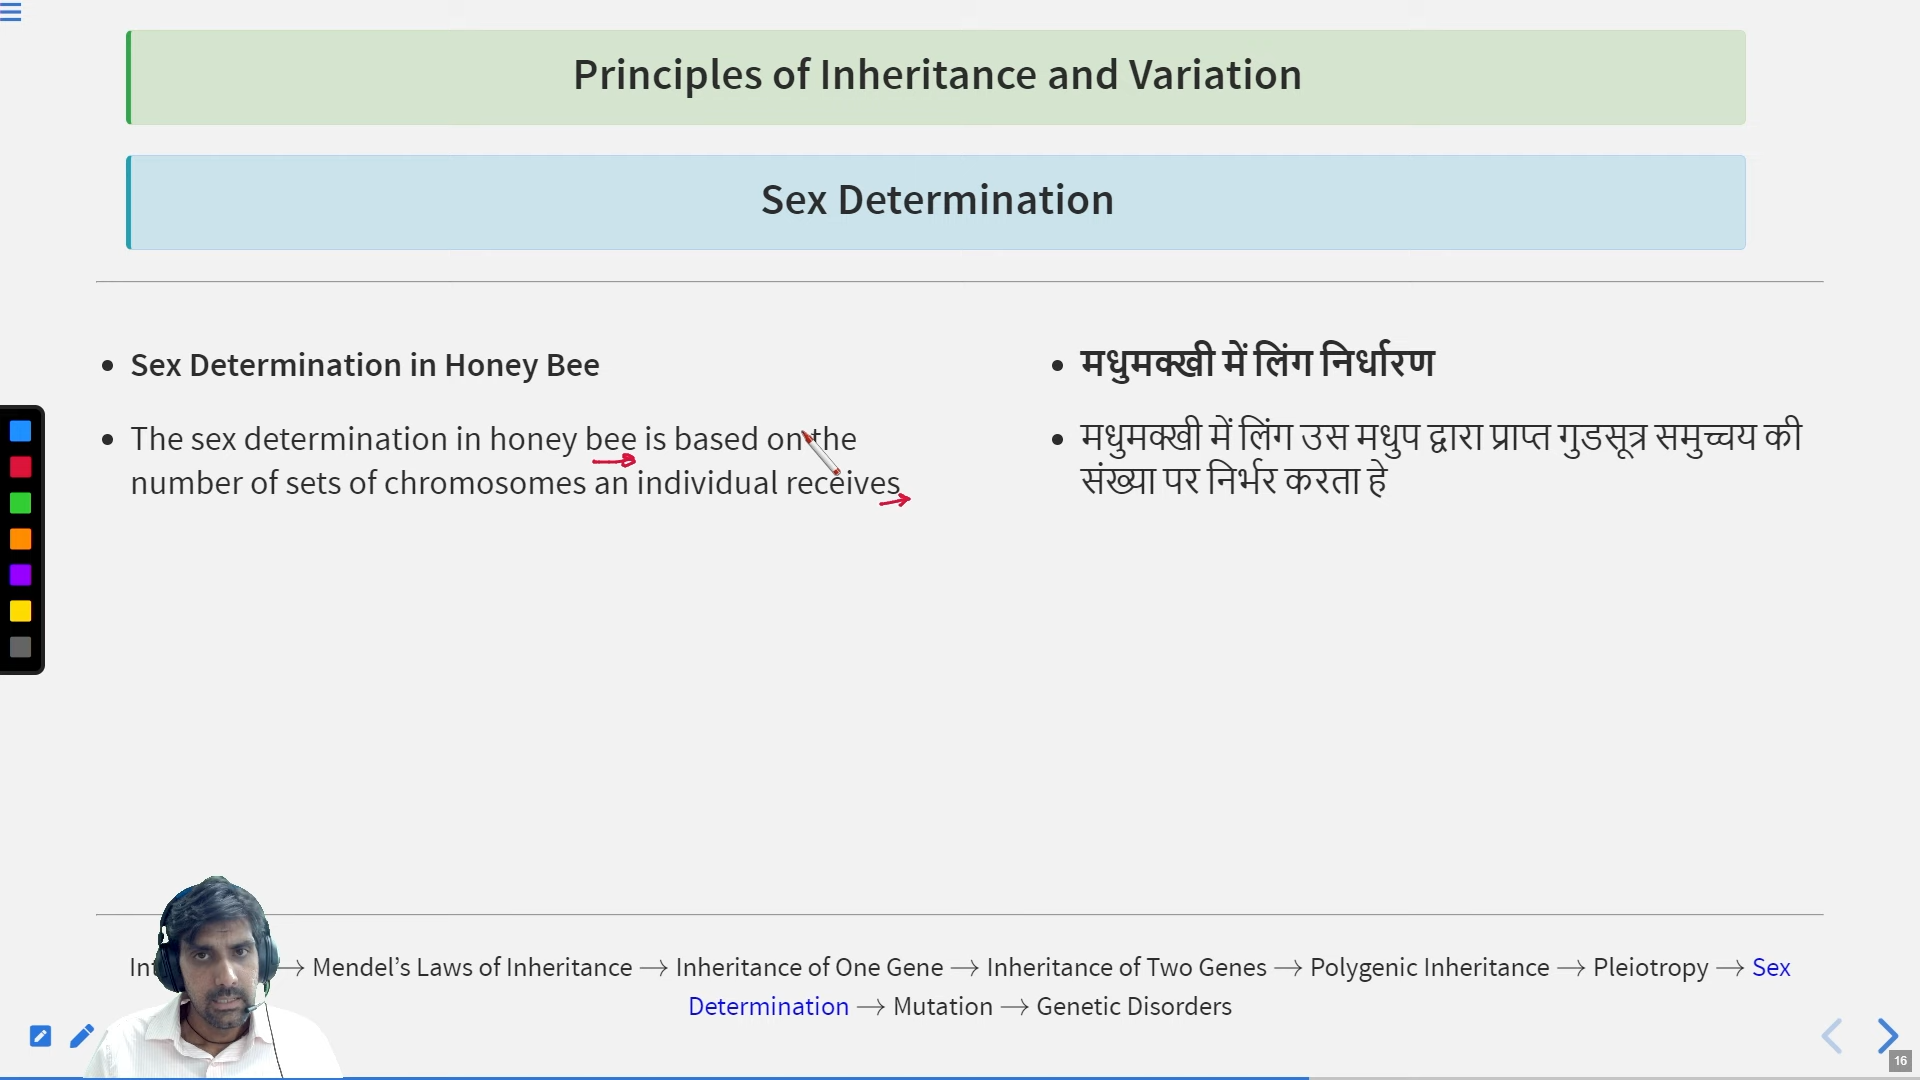 Principles of Inheritance and Variation
Sex Determination
Sex Determination in Honey Bee
The sex determination in honey bee is based on the
number of sets of chromosomes an individual receives
मधुमक्खी में लिंग निर्धारण
मधुमक्खी में लिंग उस मधुप द्वारा प्राप्त गुडसूत्र समुच्चय की
संख्या पर निर्भर करता हे
→ Mendel’s Laws of Inheritance → Inheritance of One Gene → Inheritance of Two Genes → Polygenic Inheritance → Pleiotropy → Sex
Determination → Mutation → Genetic Disorders
16